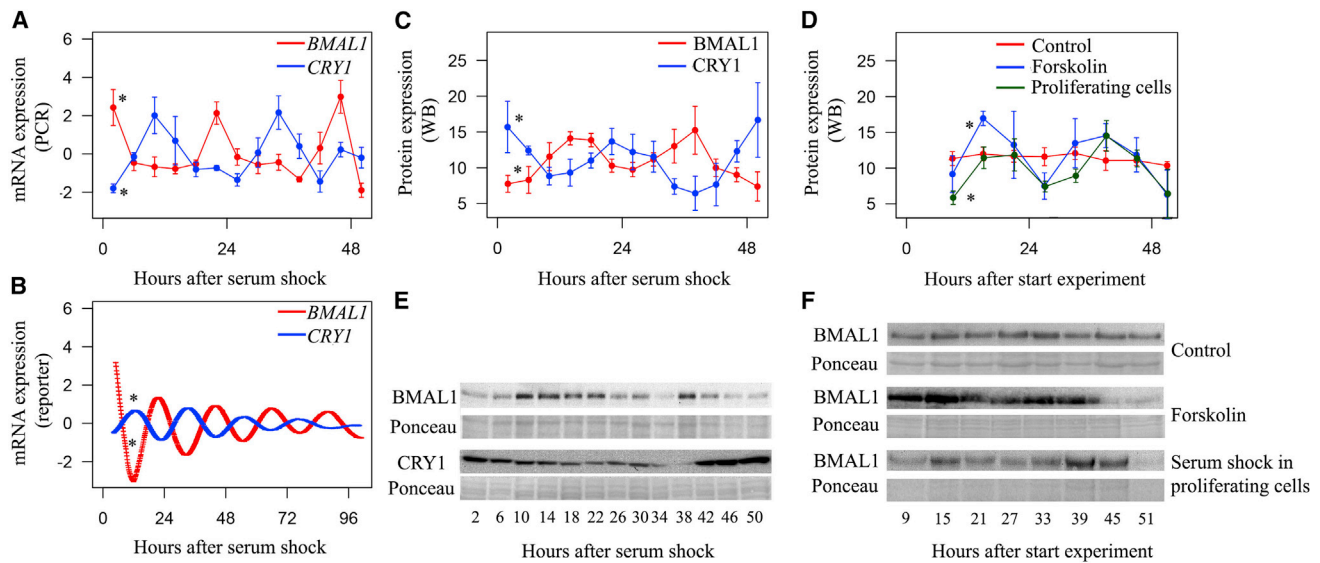 A
mRNA expression
(PCR)
6
4
2
0
-2
BMAL1
CRY1
*
*
0 24 48
Hours after serum shock
B
mRNA expression
(reporter)
6
4
2
0
-2
BMAL1
CRY1
*
*
0 24 48 72 96
Hours after serum shock
C
Protein expression
(WB)
25
20
15
10
5
BMAL1
CRY1
*
*
0 24 48
Hours after serum shock
D
Protein expression
(WB)
25
20
15
10
5
Control
Forskolin
Proliferating cells
*
*
0 24 48
Hours after start experiment
E
BMAL1
Ponceau
CRY1
Ponceau
2 6 10 14 18 22 26 30 34 38 42 46 50
Hours after serum shock
F
BMAL1
Ponceau
Control
BMAL1
Ponceau
Forskolin
BMAL1
Ponceau
Serum shock in
proliferating cells
9 15 21 27 33 39 45 51
Hours after start experiment